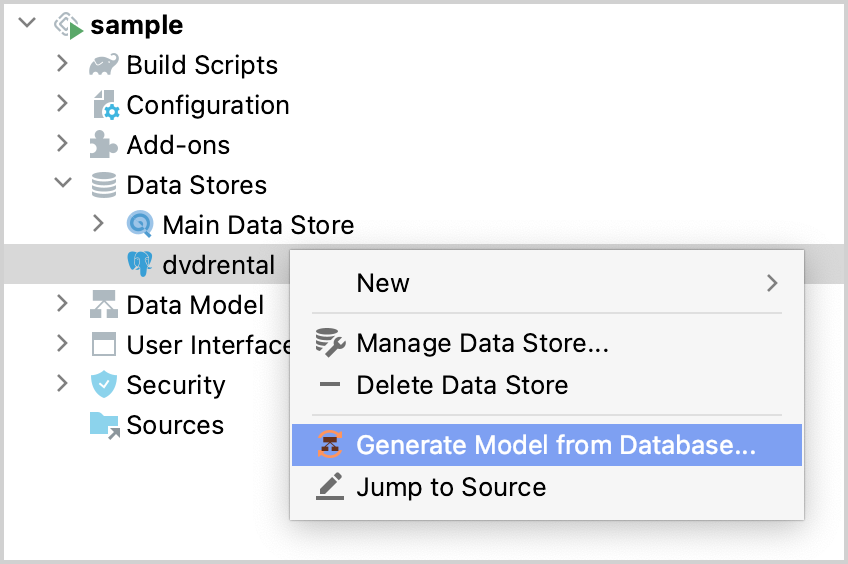 sample
Build Scripts
Configuration
Add-ons
Data Stores
Main Data Store
dvdrental
Data Model
User Interface
Security
Sources
New
Manage Data Store...
Delete Data Store
Generate Model from Database...
Jump to Source